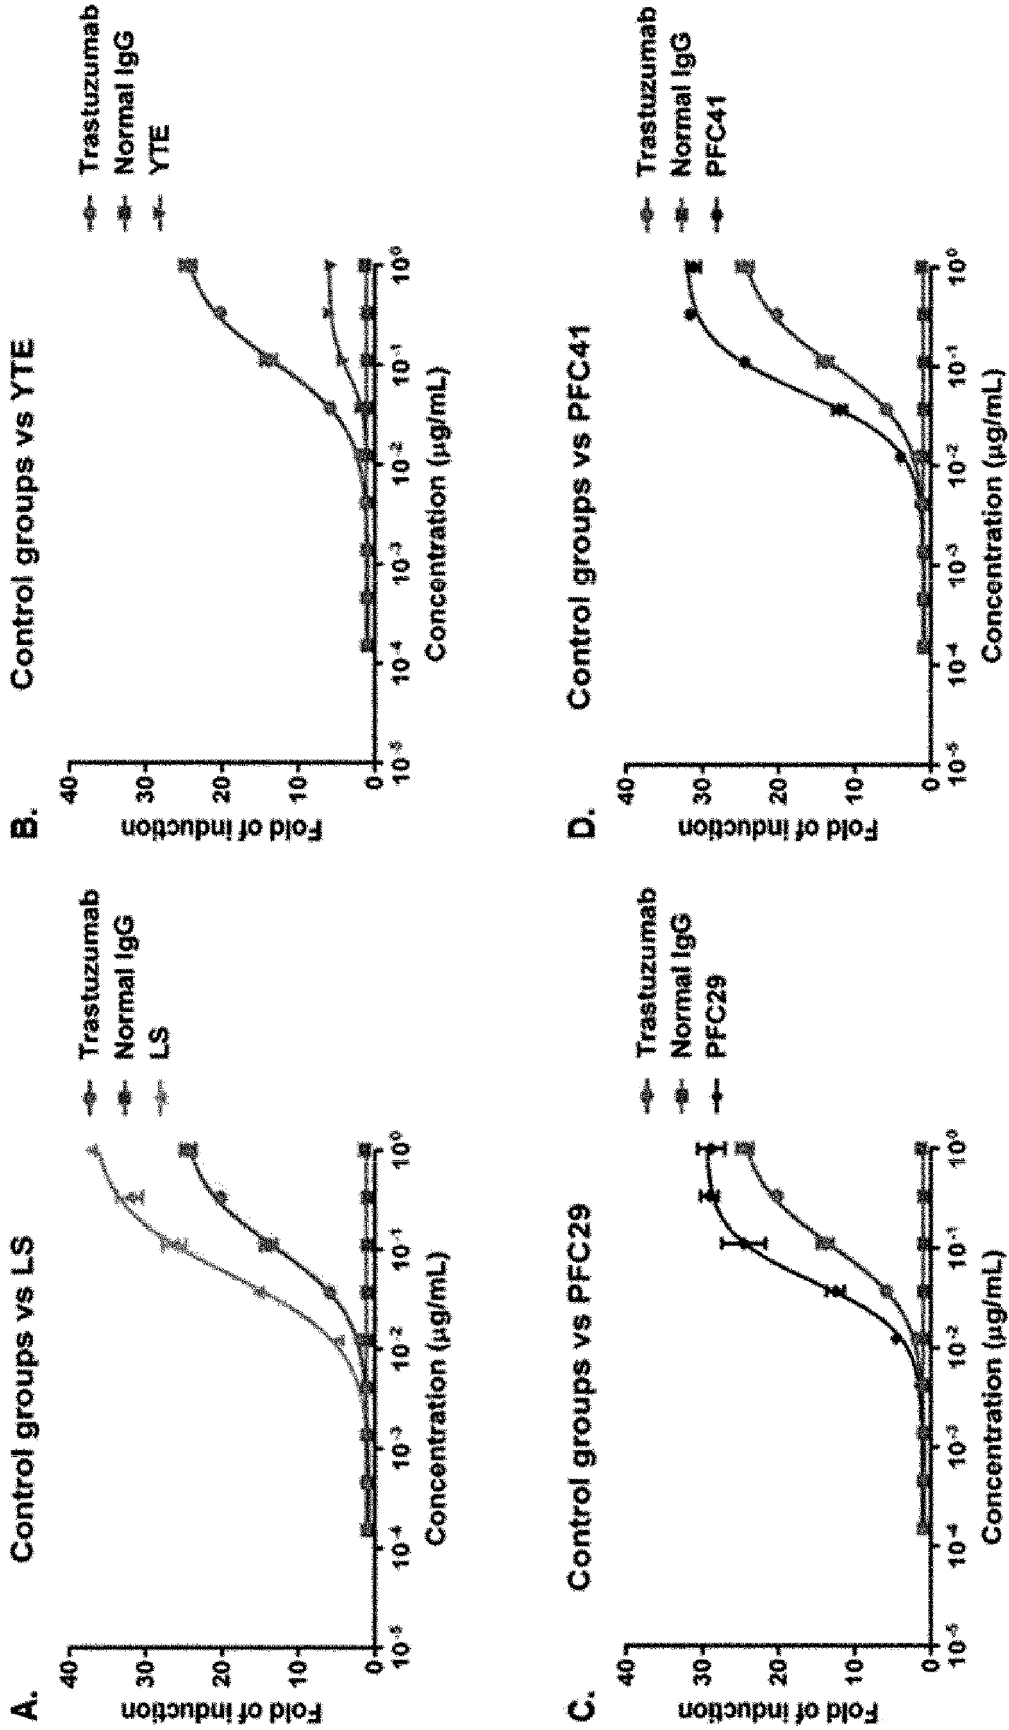 A.
Control groups vs LS
Fold of induction
40
30
20
10
0
10-5
10-4
10-3
10-2
10-1
100
Concentration (µg/mL)
Trastuzumab
Normal IgG
LS
B.
Control groups vs YTE
Fold of induction
40
30
20
10
0
10-5
10-4
10-3
10-2
10-1
100
Concentration (µg/mL)
Trastuzumab
Normal IgG
YTE
C.
Control groups vs PFC29
Fold of induction
40
30
20
10
0
10-5
10-4
10-3
10-2
10-1
100
Concentration (µg/mL)
Trastuzumab
Normal IgG
PFC29
D.
Control groups vs PFC41
Fold of induction
40
30
20
10
0
10-5
10-4
10-3
10-2
10-1
100
Concentration (µg/mL)
Trastuzumab
Normal IgG
PFC41